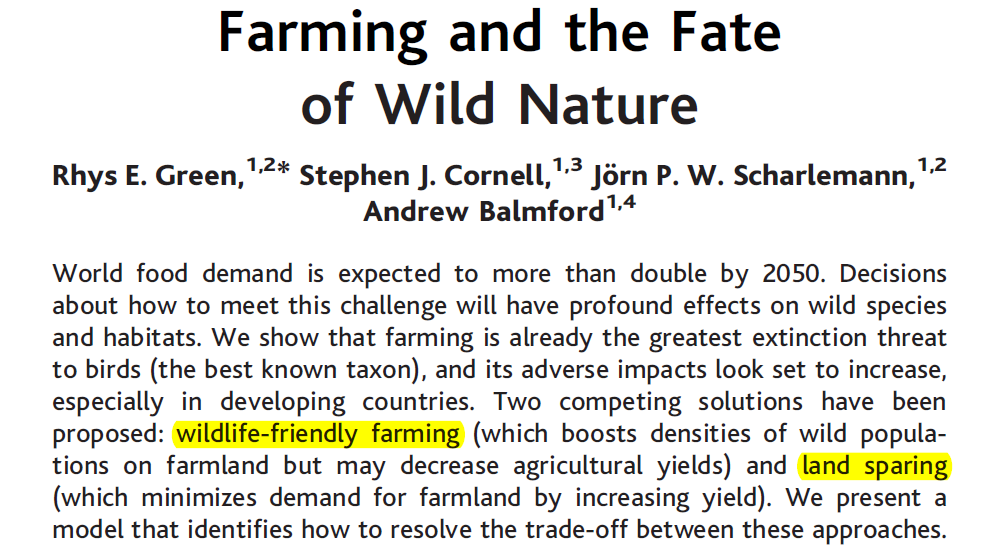 Farming and the Fate
of Wild Nature
Rhys E. Green,1,2* Stephen J. Cornell,1,3 Jörn P. W. Scharlemann,1,2
Andrew Balmford1,4
World food demand is expected to more than double by 2050. Decisions
about how to meet this challenge will have profound effects on wild species
and habitats. We show that farming is already the greatest extinction threat
to birds (the best known taxon), and its adverse impacts look set to increase,
especially in developing countries. Two competing solutions have been
proposed: wildlife-friendly farming (which boosts densities of wild popula-
tions on farmland but may decrease agricultural yields) and land sparing
(which minimizes demand for farmland by increasing yield). We present a
model that identifies how to resolve the trade-off between these approaches.